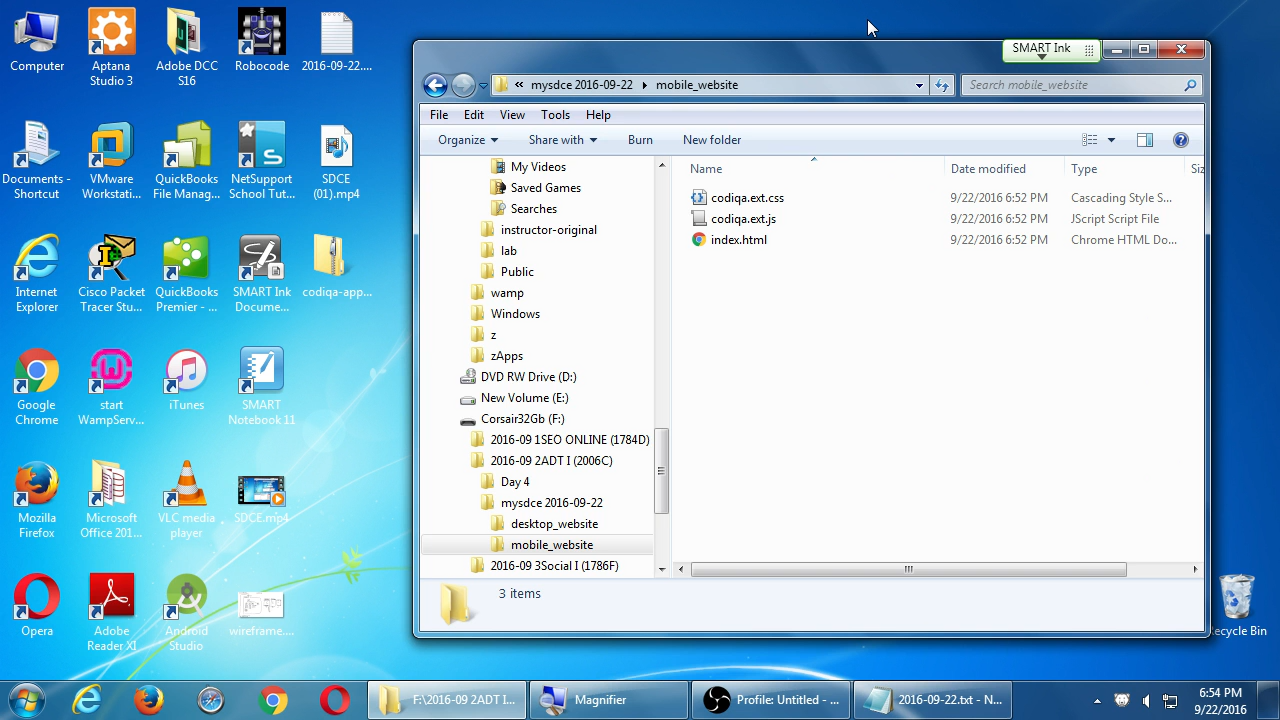 Computer
Aptana
Studio 3
Adobe DCC
S16
Robocode
2016-09-22....
Documents -
Shortcut
VMware
Workstati...
QuickBooks
File Manag...
NetSupport
School Tut...
SDCE
(01).mp4
Internet
Explorer
Cisco Packet
Tracer Stu...
QuickBooks
Premier - ...
SMART Ink
Docume...
codiqa-app...
Google
Chrome
start
WampServ...
iTunes
SMART
Notebook 11
Mozilla
Firefox
Microsoft
Office 201...
VLC media
player
SDCE.mp4
Opera
Adobe
Reader XI
Android
Studio
wireframe....
SMART Ink
« mysdce 2016-09-22 mobile_website
Search mobile_website
File Edit View Tools Help
Organize Share with Burn New folder
My Videos
Saved Games
Searches
instructor-original
lab
Public
wamp
Windows
z
zApps
DVD RW Drive (D:)
New Volume (E:)
Corsair32Gb (F:)
2016-09 1SEO ONLINE (1784D)
2016-09 2ADT I (2006C)
Day 4
mysdce 2016-09-22
desktop_website
mobile_website
2016-09 3Social I (1786F)
Name Date modified Type Siz
codiqa.ext.css 9/22/2016 6:52 PM Cascading Style S...
codiqa.ext.js 9/22/2016 6:52 PM JScript Script File
index.html 9/22/2016 6:52 PM Chrome HTML Do...
3 items
ecycle Bin
F:\2016-09 2ADT I... Magnifier Profile: Untitled - ... 2016-09-22.txt - N...
6:54 PM
9/22/2016